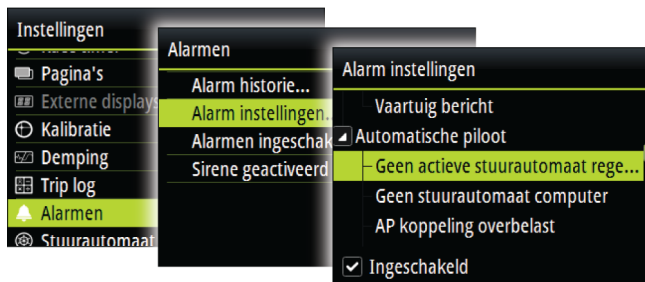 Instellingen
Pagina's
Externe displays
Kalibratie
Demping
Trip log
Alarmen
Stuurautomaat
Alarmen
Alarm historie...
Alarm instellingen.
Alarmen ingeschak
Sirene geactiveerd
Alarm instellingen
Vaartuig bericht
Automatische piloot
Geen actieve stuurautomaat rege...
Geen stuurautomaat computer
AP koppeling overbelast
Ingeschakeld